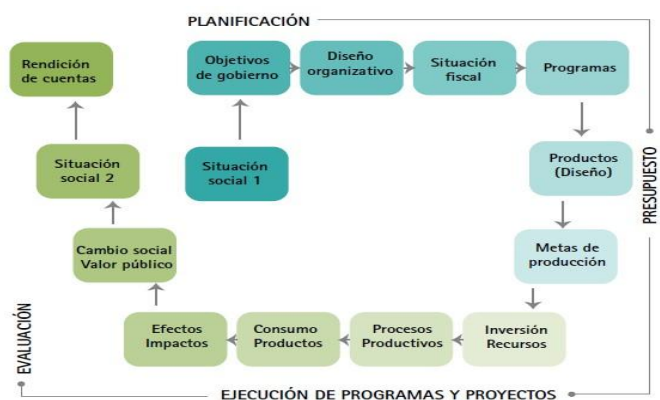 PLANIFICACIÓN
Rendición
de cuentas
Objetivos
de gobierno
Diseño
organizativo
Situación
fiscal
Programas
Situación
social 2
Situación
social 1
Productos
(Diseño)
PRESUPUESTO
Cambio social
Valor público
Metas de
producción
EVALUACIÓN
Efectos
Impactos
Consumo
Productos
Procesos
Productivos
Inversión
Recursos
EJECUCIÓN DE PROGRAMAS Y PROYECTOS